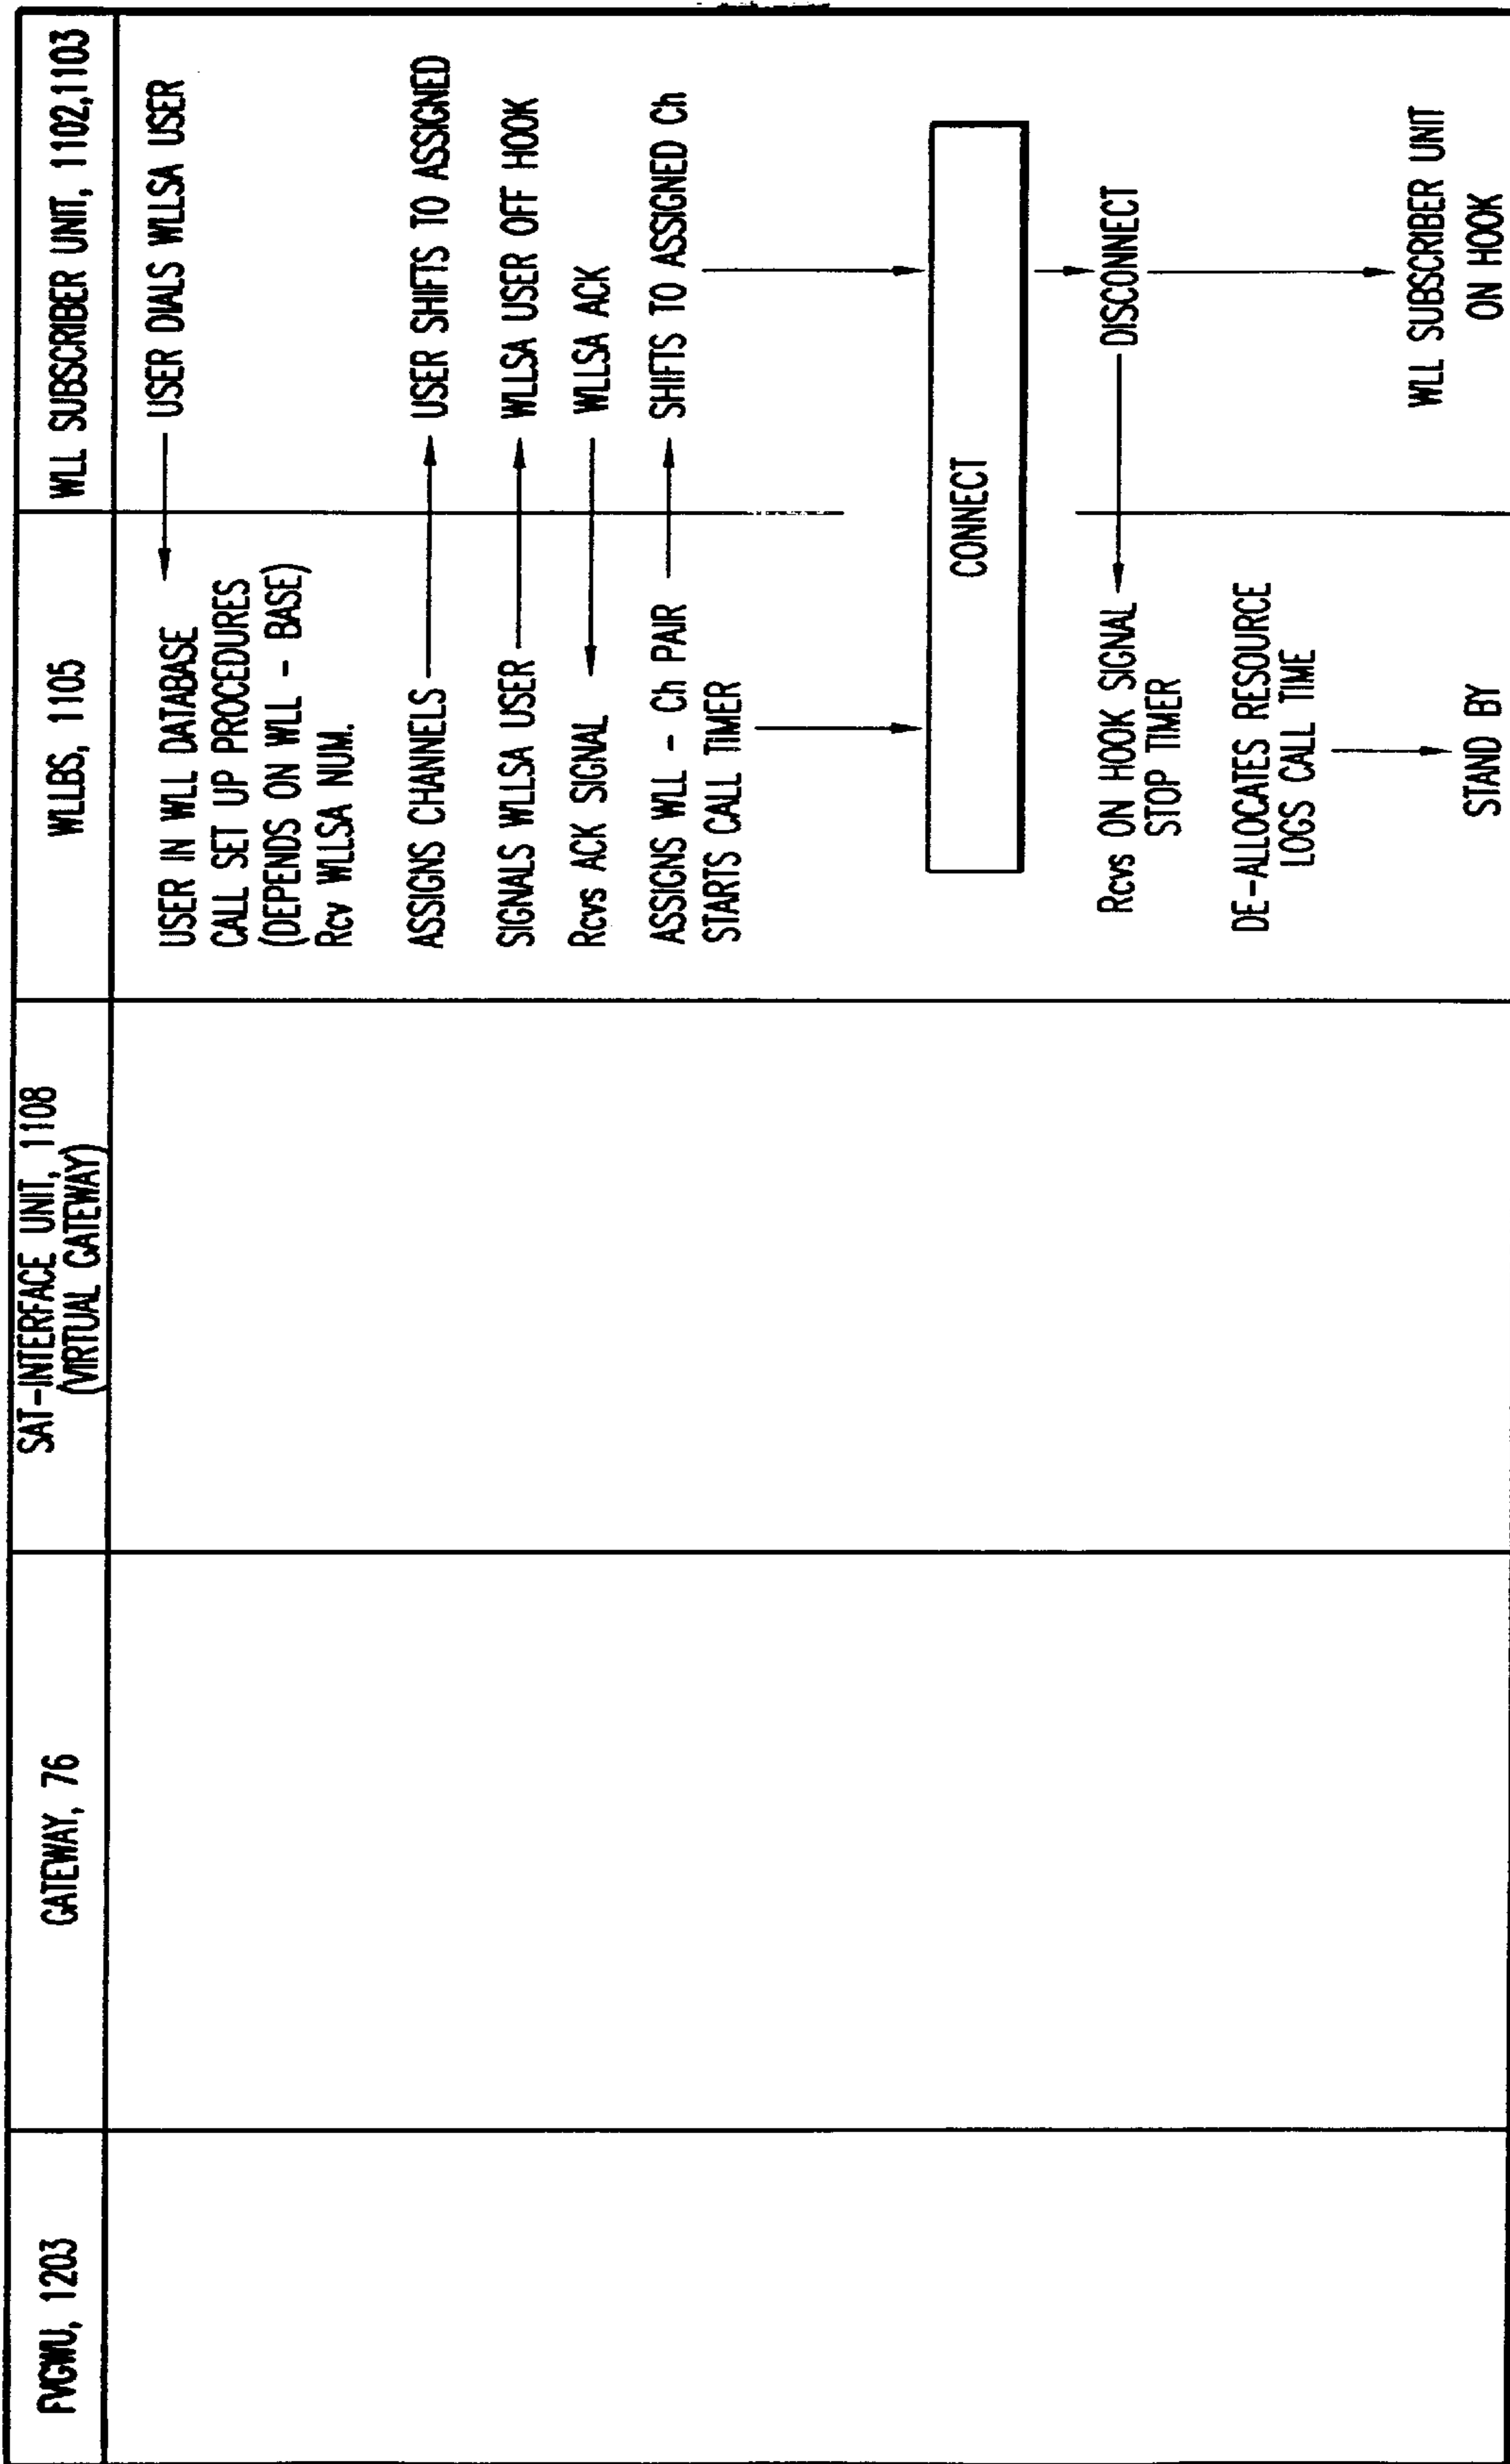 FVGWU, 1203
GATEWAY, 76
SAT-INTERFACE UNIT, 1108
(VIRTUAL GATEWAY)
WLLBS, 1105
WLL SUBSCRIBER UNIT, 1102,1103
USER IN WLL DATABASE
CALL SET UP PROCEDURES
(DEPENDS ON WLL - BASE)
Rcv WLLSA NUM.
USER DIALS WLLSA USER
ASSIGNS CHANNELS
USER SHIFTS TO ASSIGNED
SIGNALS WLLSA USER
WLLSA USER OFF HOOK
Rcvs ACK SIGNAL
WLLSA ACK
ASSIGNS WLL - Ch PAIR
STARTS CALL TIMER
SHIFTS TO ASSIGNED Ch
CONNECT
Rcvs ON HOOK SIGNAL
STOP TIMER
DISCONNECT
DE-ALLOCATES RESOURCE
LOGS CALL TIME
STAND BY
WLL SUBSCRIBER UNIT
ON HOOK